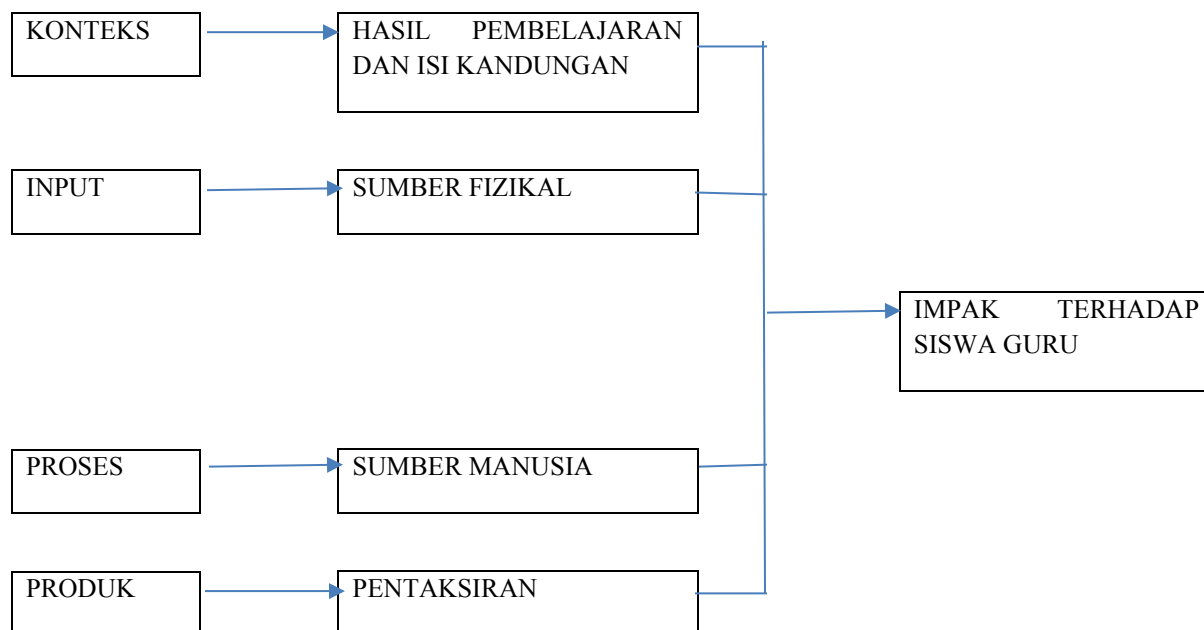 KONTEKS
HASIL PEMBELAJARAN
DAN ISI KANDUNGAN
INPUT
SUMBER FIZIKAL
IMPAK TERHADAP
SISWA GURU
PROSES
SUMBER MANUSIA
PRODUK
PENTAKSIRAN